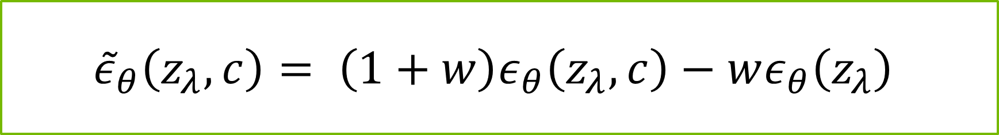 ϵ̃_θ(z_λ, c) = (1 + w)ϵ_θ(z_λ, c) − wϵ_θ(z_λ)